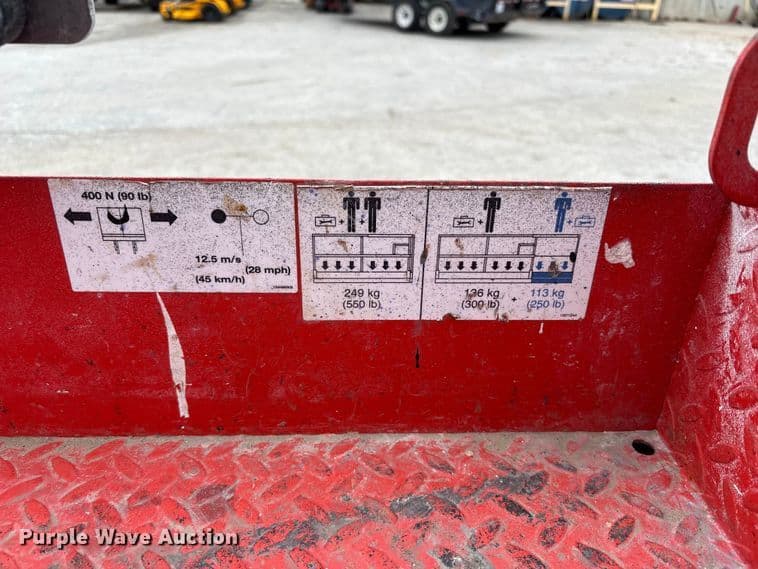 400 N (90 lb)
12.5 m/s
(45 km/h)
(28 mph)
249 kg
(550 lb)
136 kg
(300 lb)
+
113 kg
(250 lb)
Purple Wave Auction